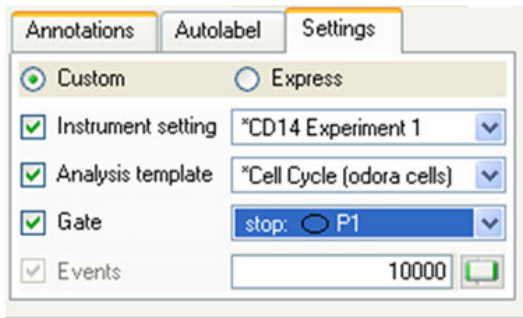 Annotations Autolabel Settings
Custom Express
Instrument setting *CD14 Experiment 1
Analysis template *Cell Cycle (odora cells)
Gate stop: P1
Events 10000